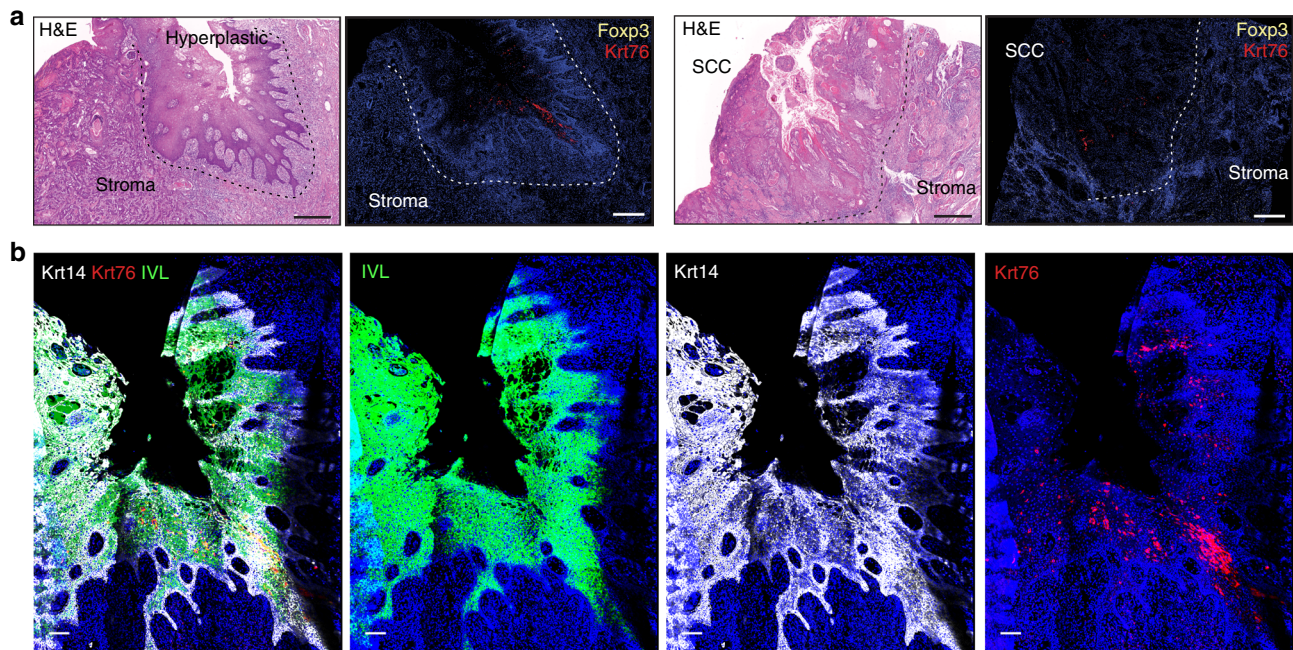 a
H&E
Hyperplastic
Stroma
Foxp3
Krt76
Stroma
H&E
SCC
Stroma
Foxp3
SCC
Krt76
Stroma
b
Krt14 Krt76 IVL
IVL
Krt14
Krt76